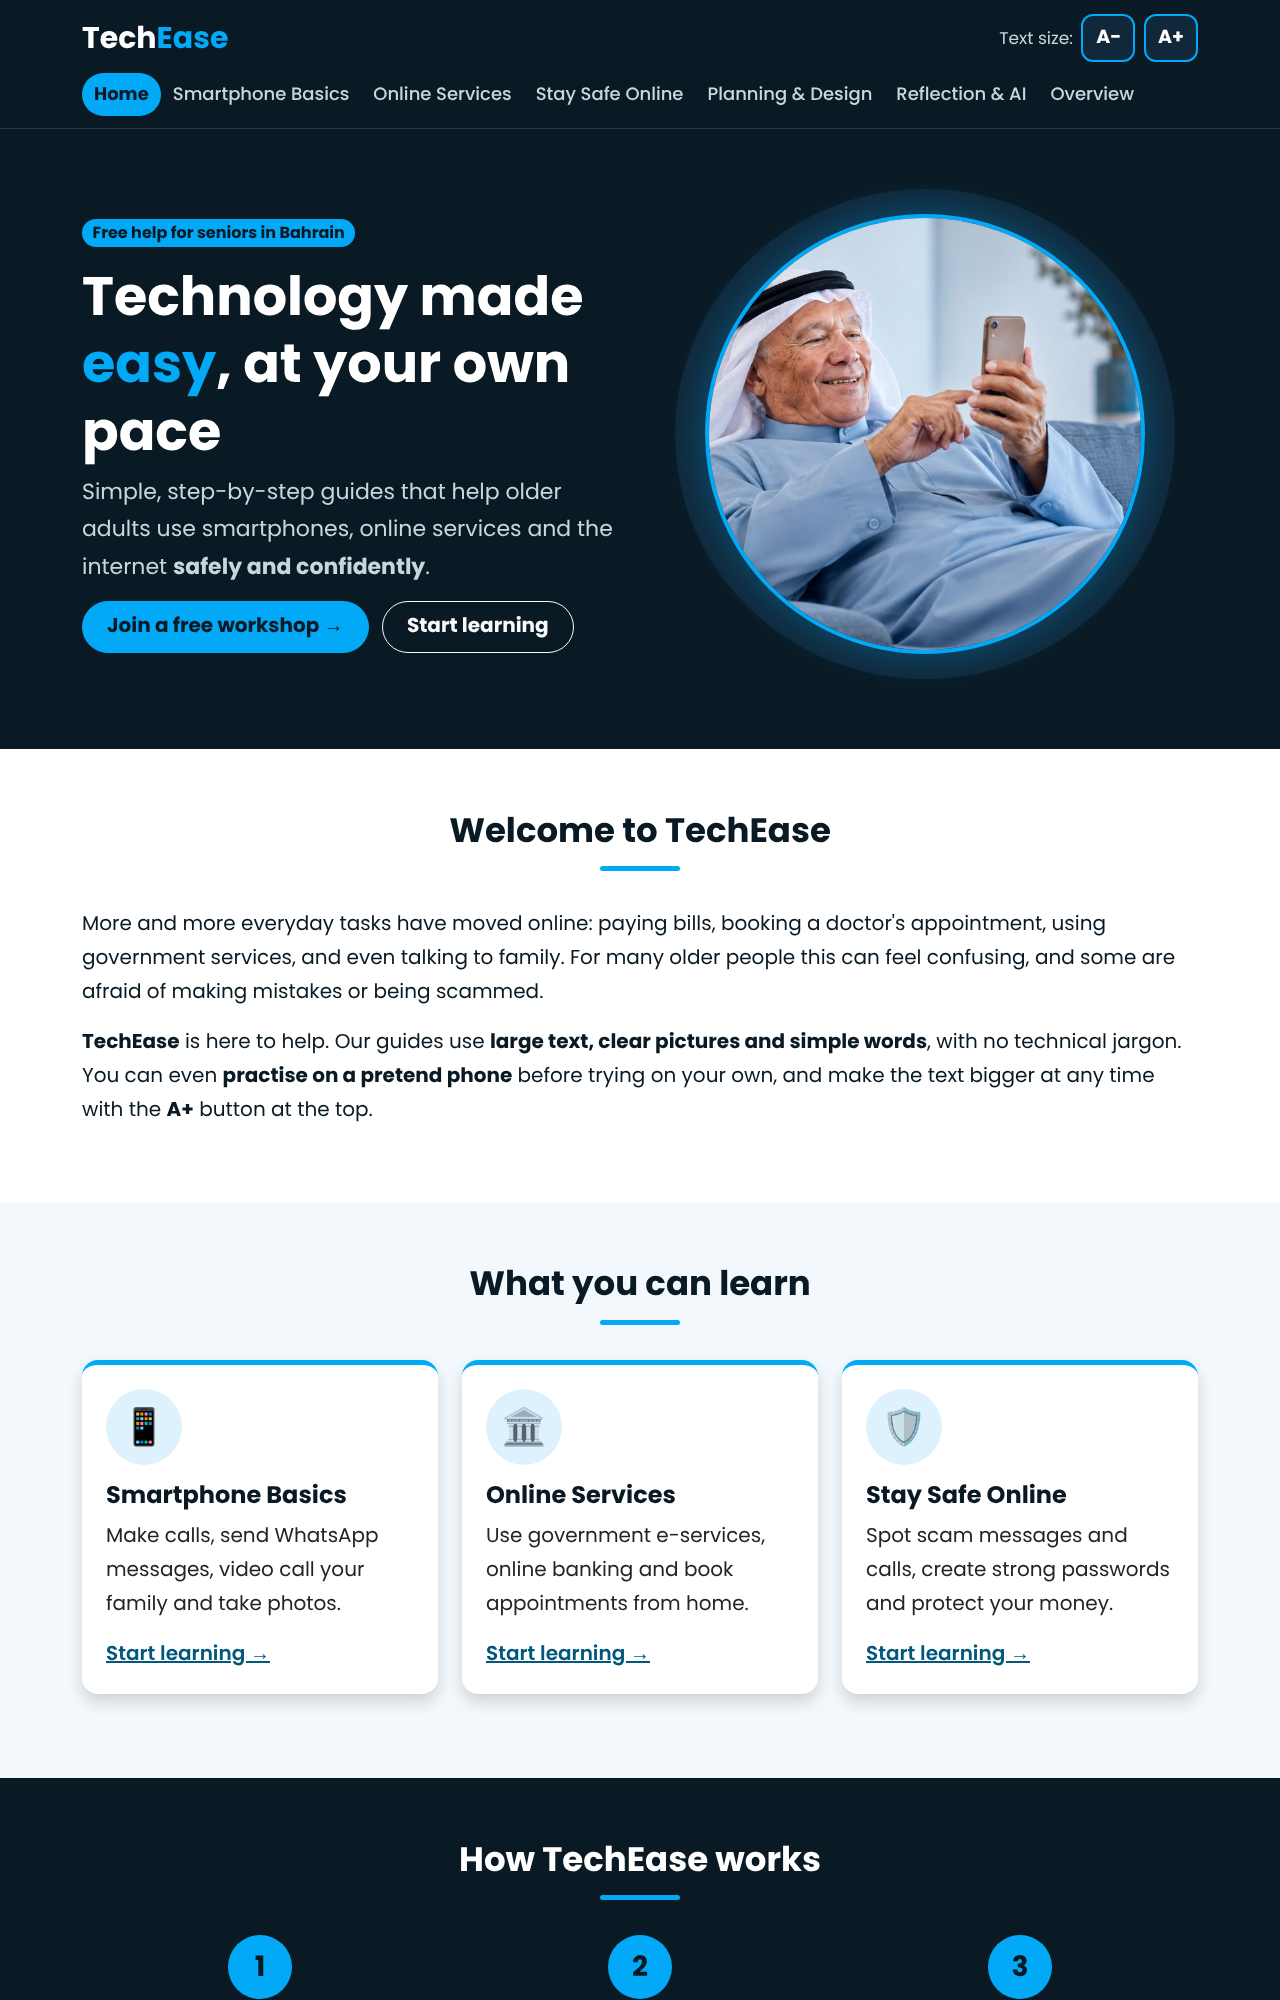 TechEase
Text size: A- A+
Home Smartphone Basics Online Services Stay Safe Online Planning & Design Reflection & AI Overview
Free help for seniors in Bahrain
Technology made
easy, at your own
pace
Simple, step-by-step guides that help older
adults use smartphones, online services and the
internet safely and confidently.
Join a free workshop → Start learning
Welcome to TechEase
More and more everyday tasks have moved online: paying bills, booking a doctor's appointment, using
government services, and even talking to family. For many older people this can feel confusing, and some are
afraid of making mistakes or being scammed.
TechEase is here to help. Our guides use large text, clear pictures and simple words, with no technical jargon.
You can even practise on a pretend phone before trying on your own, and make the text bigger at any time
with the A+ button at the top.
What you can learn
Smartphone Basics
Make calls, send WhatsApp
messages, video call your
family and take photos.
Start learning →
Online Services
Use government e-services,
online banking and book
appointments from home.
Start learning →
Stay Safe Online
Spot scam messages and
calls, create strong passwords
and protect your money.
Start learning →
How TechEase works
1 2 3